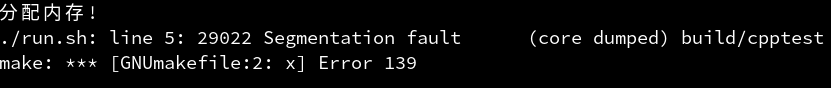 分配内存!
./run.sh: line 5: 29022 Segmentation fault      (core dumped) build/cpptest
make: *** [GNUmakefile:2: x] Error 139